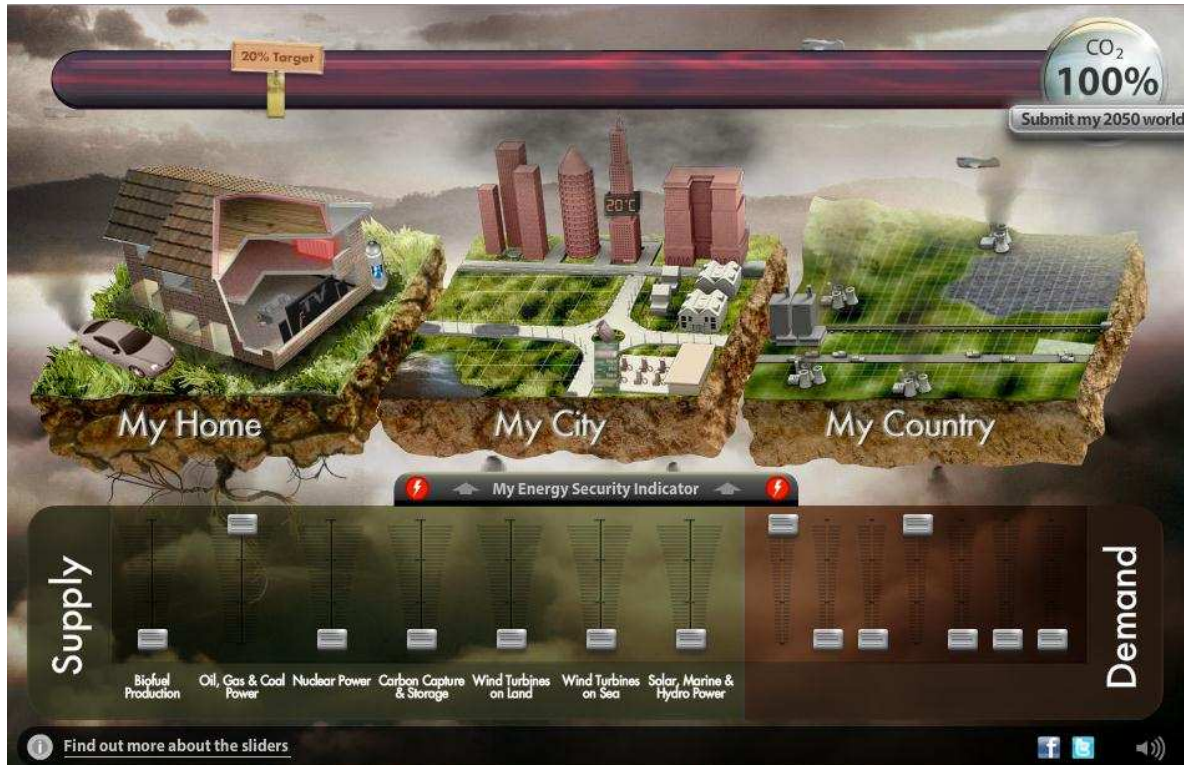 20% Target
CO₂
100%
Submit my 2050 world
20°C
TV
My Home
My City
My Country
My Energy Security Indicator
Supply
Biofuel
Production
Oil, Gas & Coal
Power
Nuclear Power
Carbon Capture
& Storage
Wind Turbines
on Land
Wind Turbines
on Sea
Solar, Marine &
Hydro Power
Demand
i
Find out more about the sliders
f